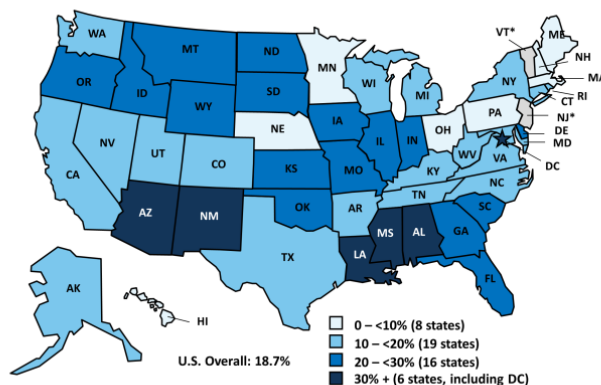 WA
MT
ND
MN
VT*
ME
NH
MA
OR
ID
SD
WI
MI
NY
RI
CT
WY
IA
PA
NJ*
NE
OH
DE
MD
NV
UT
CO
IL
IN
WV
VA
DC
CA
KS
MO
KY
NC
TN
AZ
NM
OK
AR
SC
MS
AL
GA
TX
LA
FL
AK
HI
U.S. Overall: 18.7%
0 – <10% (8 states)
10 – <20% (19 states)
20 – <30% (16 states)
30% + (6 states, including DC)